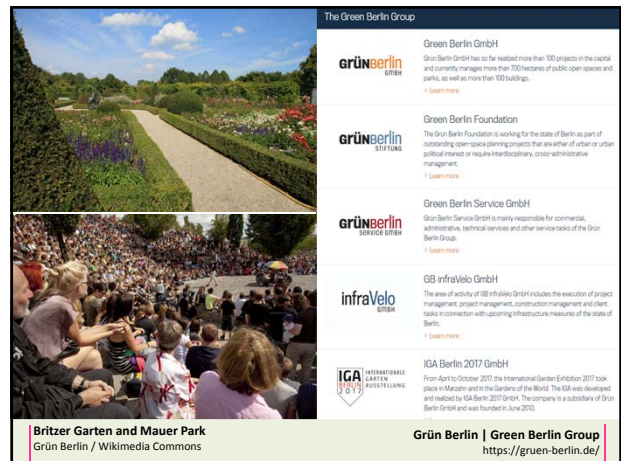 The Green Berlin Group
GRÜNBerlin
GMBH
Green Berlin GmbH
Grün Berlin GmbH has so far realized more than 100 projects in the capital
and currently manages more than 700 hectares of public open spaces and
parks, as well as more than 100 buildings.
> Learn more
GRÜNBerlin
STIFTUNG
Green Berlin Foundation
The Grün Berlin Foundation is working for the state of Berlin as part of
outstanding open-space planning projects that are either of urban or urban
political interest or require interdisciplinary, cross-administrative
management.
> Learn more
GRÜNBerlin
SERVICE GMBH
Green Berlin Service GmbH
Grün Berlin Service GmbH is mainly responsible for commercial,
administrative, technical services and other service tasks of the Grün
Berlin Group.
> Learn more
infraVelo
GMBH
GB infraVelo GmbH
The area of activity of GB infraVelo GmbH includes the execution of project
management, project management, construction management and client
tasks in connection with upcoming infrastructure measures of the state of
Berlin.
> Learn more
IGA
BERLIN
2017
INTERNATIONALE
GARTEN
AUSSTELLUNG
IGA Berlin 2017 GmbH
From April to October 2017, the International Garden Exhibition 2017 took
place in Marzahn and in the Gardens of the World. The IGA was developed
and realized by IGA Berlin 2017 GmbH. The company is a subsidiary of Grün
Berlin GmbH and was founded in June 2010.
Britzer Garten and Mauer Park
Grün Berlin / Wikimedia Commons
Grün Berlin | Green Berlin Group
https://gruen-berlin.de/